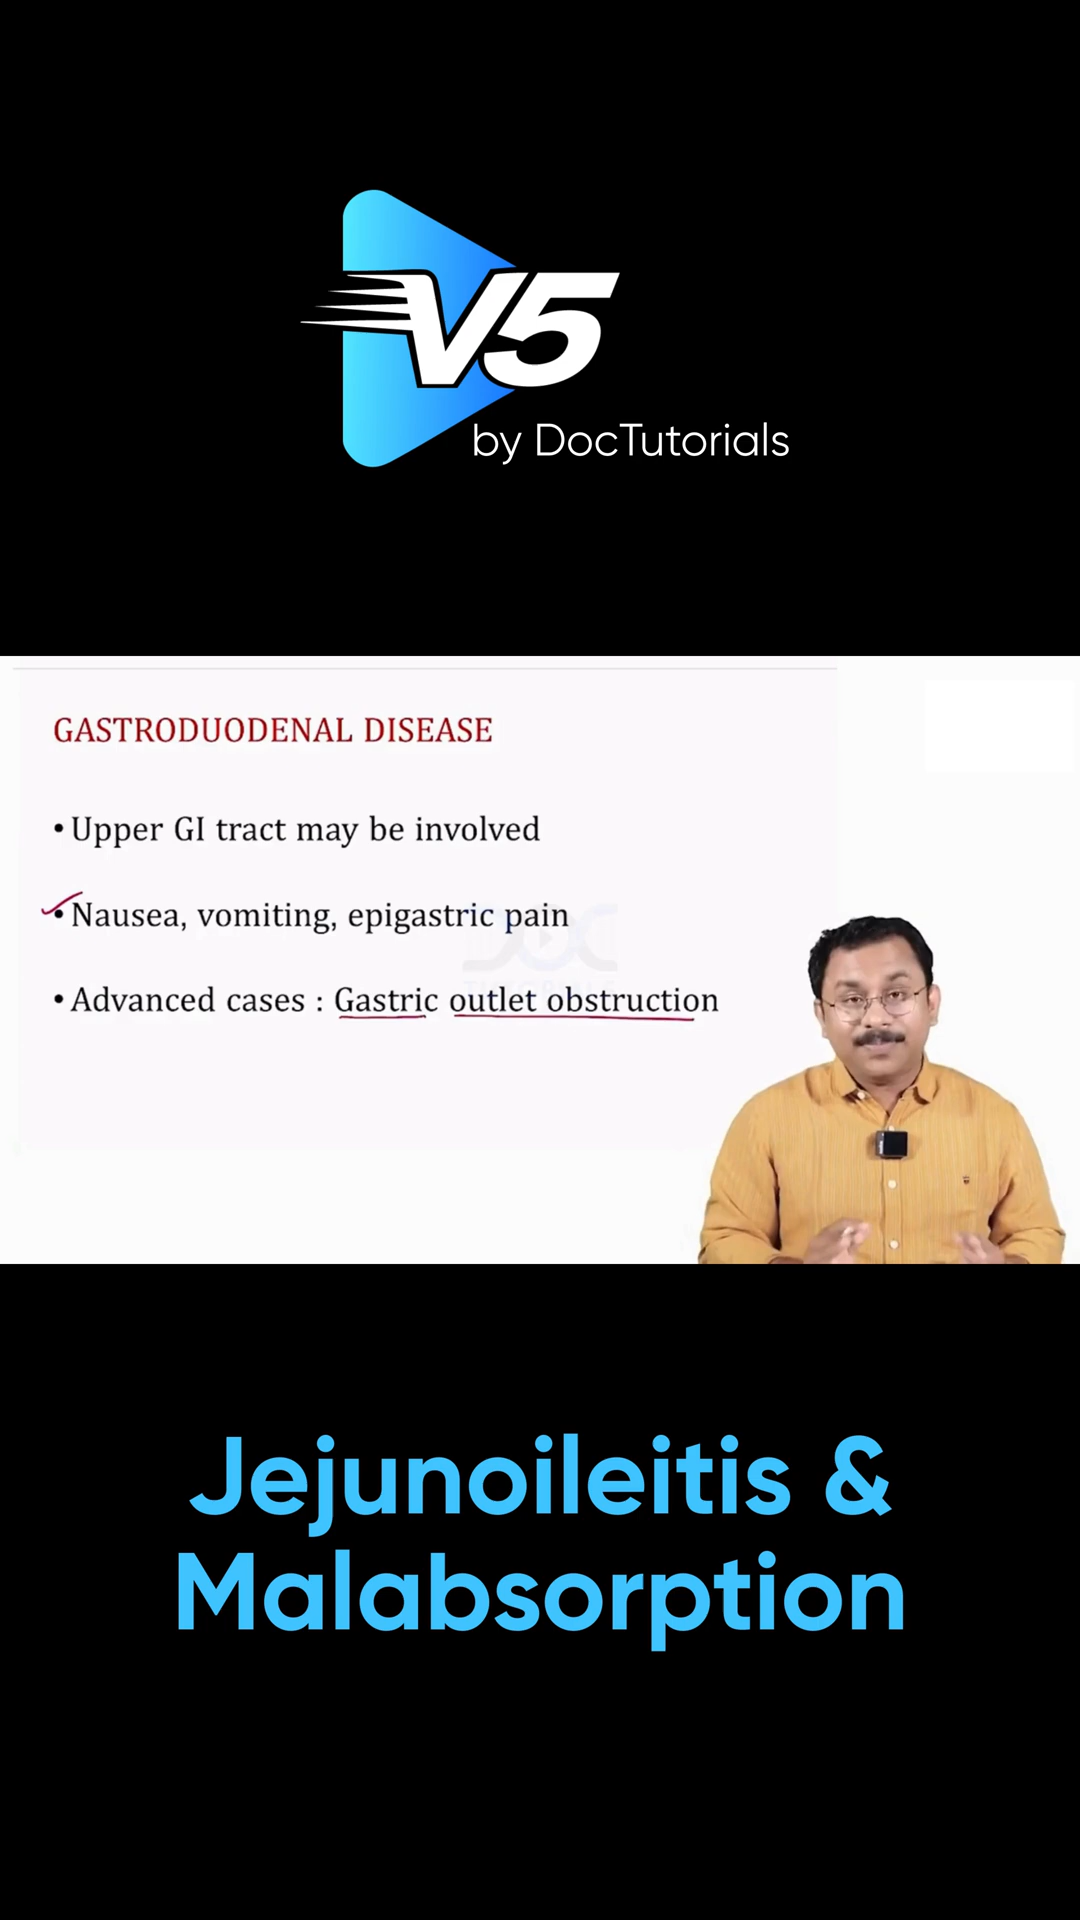 V5
by DocTutorials
GASTRODUODENAL DISEASE
• Upper GI tract may be involved
• Nausea, vomiting, epigastric pain
• Advanced cases : Gastric outlet obstruction
Jejunoileitis &
Malabsorption